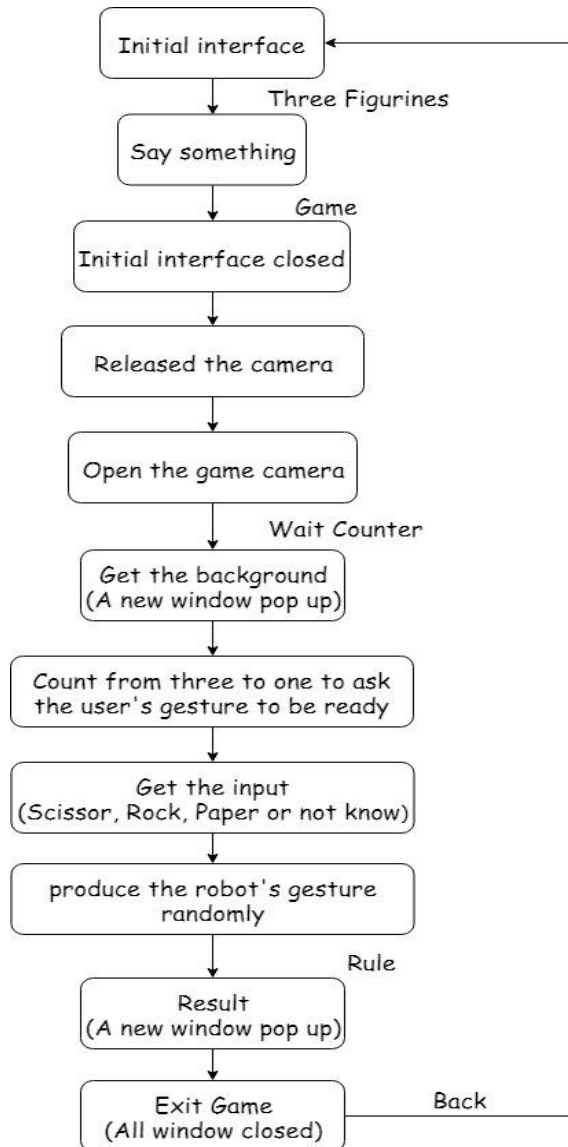 Initial interface
Three Figurines
Say something
Game
Initial interface closed
Released the camera
Open the game camera
Wait Counter
Get the background
(A new window pop up)
Count from three to one to ask
the user's gesture to be ready
Get the input
(Scissor, Rock, Paper or not know)
produce the robot's gesture
randomly
Rule
Result
(A new window pop up)
Exit Game
(All window closed)
Back